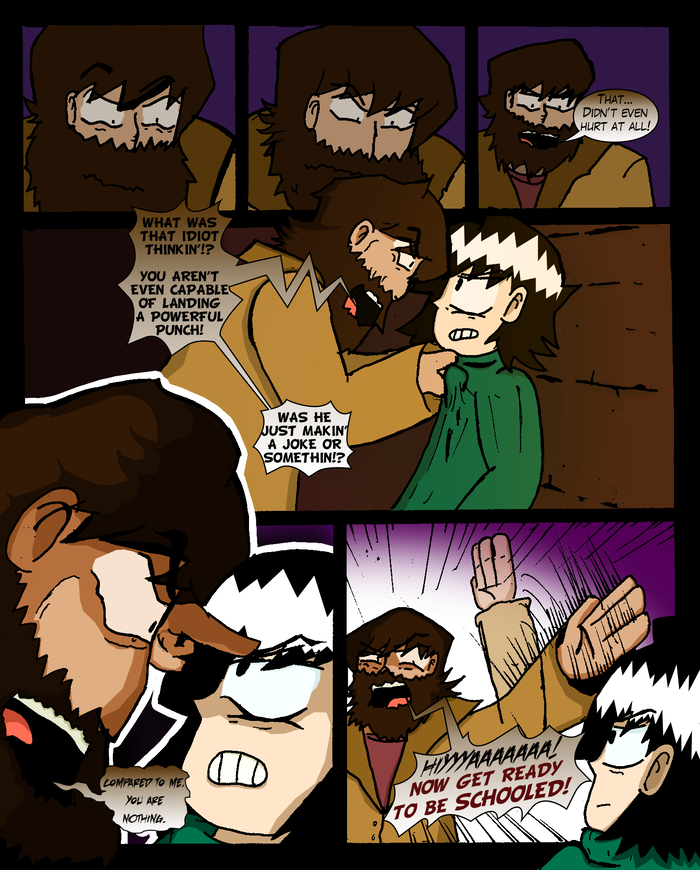 THAT...
DIDN'T EVEN
HURT AT ALL!
WHAT WAS
THAT IDIOT
THINKIN'!?
YOU AREN'T
EVEN CAPABLE
OF LANDING
A POWERFUL
PUNCH!
WAS HE
JUST MAKIN'
A JOKE OR
SOMETHIN!?
COMPARED TO ME,
YOU ARE
NOTHING.
HIYYYAAAAAAA!
NOW GET READY
TO BE SCHOOLED!